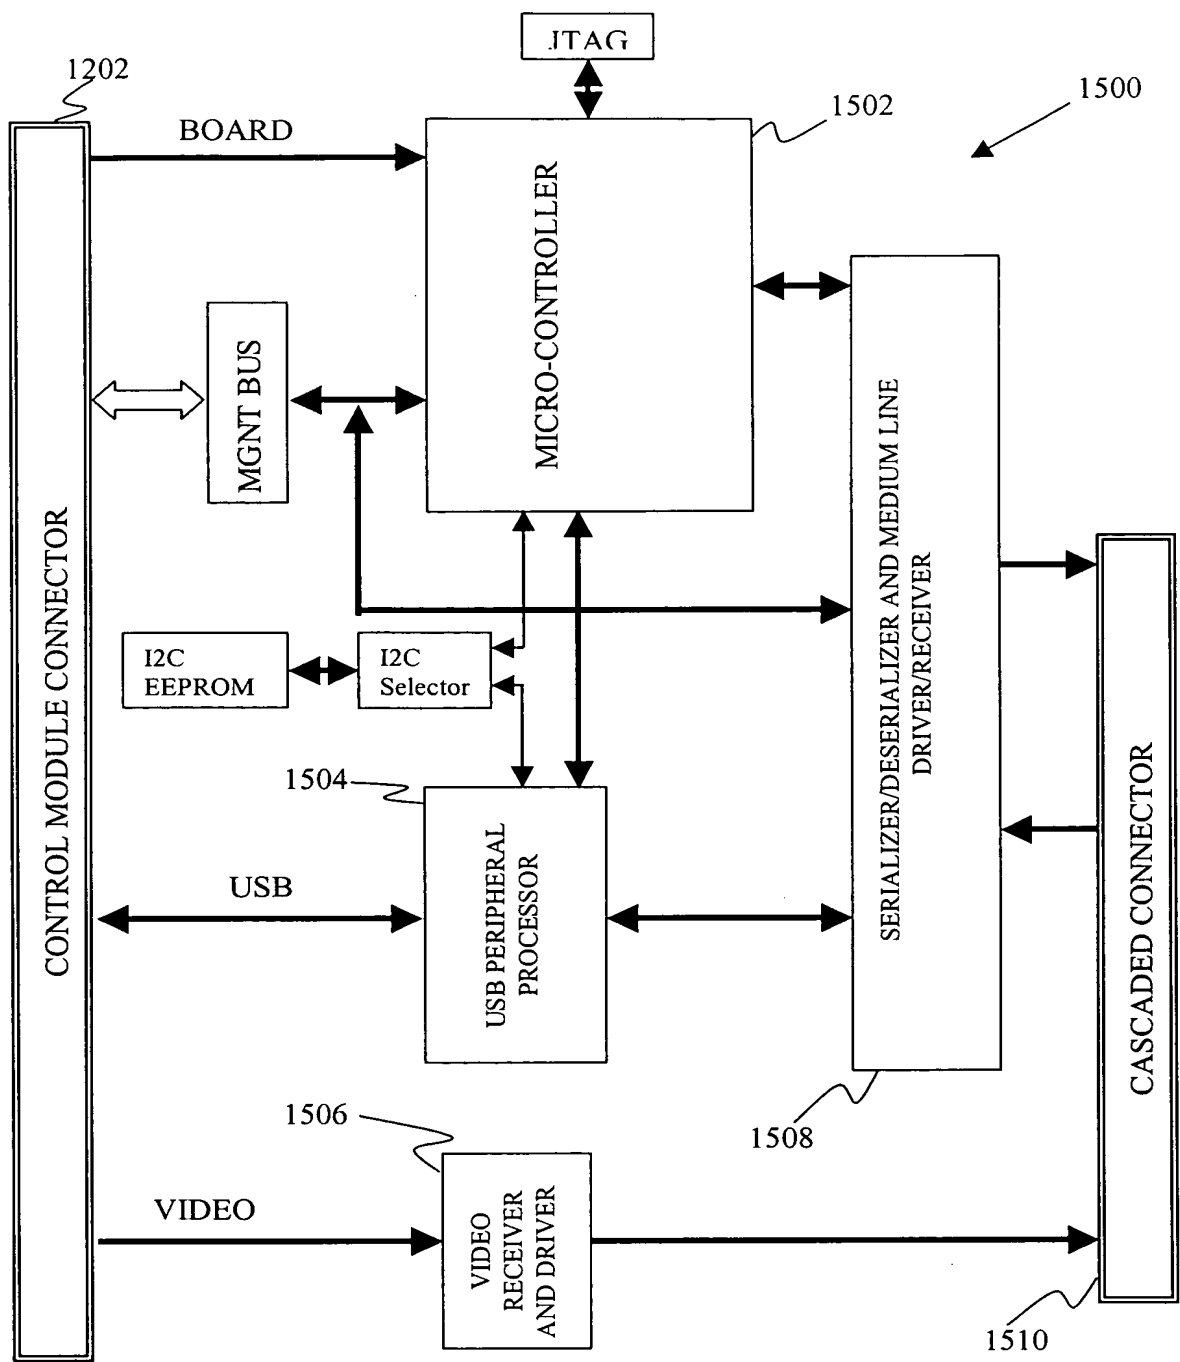 JTAG
1202
1500
1502
BOARD
MICRO-CONTROLLER
MGNT BUS
CONTROL MODULE CONNECTOR
SERIALIZER/DESERIALIZER AND MEDIUM LINE
DRIVER/RECEIVER
I2C
EEPROM
I2C
Selector
1504
USB PERIPHERAL
PROCESSOR
USB
CASCADED CONNECTOR
1506
1508
VIDEO
VIDEO
RECEIVER
AND DRIVER
1510